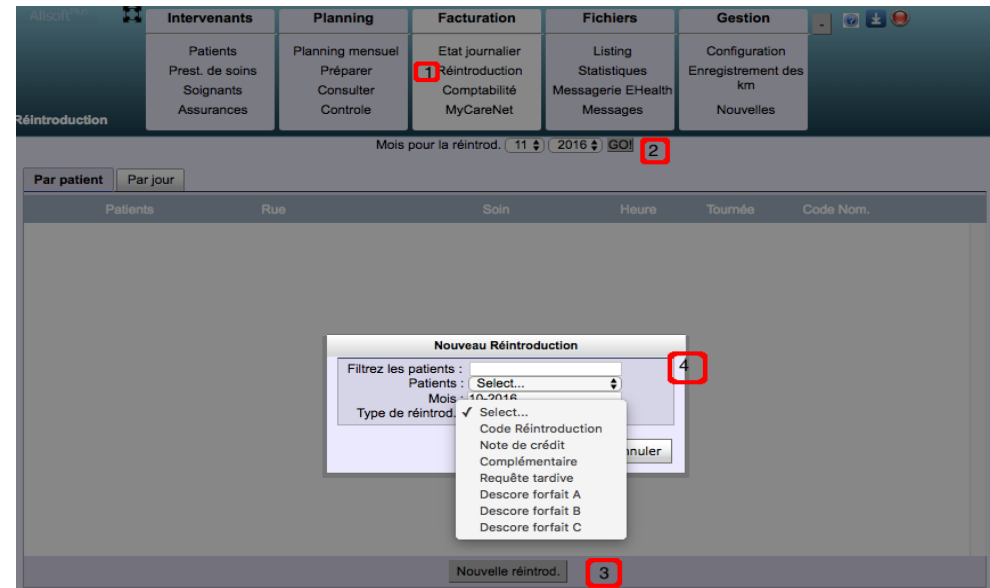 Allsoft
Intervenants Planning Facturation Fichiers Gestion -
Patients Planning mensuel Etat journalier Listing Configuration
Prest. de soins Préparer 1 Réintroduction Statistiques Enregistrement des km
Soignants Consulter Comptabilité Messagerie EHealth
Assurances Controle MyCareNet Messages Nouvelles
Réintroduction
Mois pour la réintrod. 11 2016 GO! 2
Par patient Par jour
Patients Rue Soin Heure Tournée Code Nom.
Nouveau Réintroduction
Filtrez les patients : 4
Patients : Select...
Mois : 10-2016
Type de réintrod. ✓ Select...
Code Réintroduction
Note de crédit
Complémentaire
nnuler
Requête tardive
Descore forfait A
Descore forfait B
Descore forfait C
Nouvelle réintrod. 3